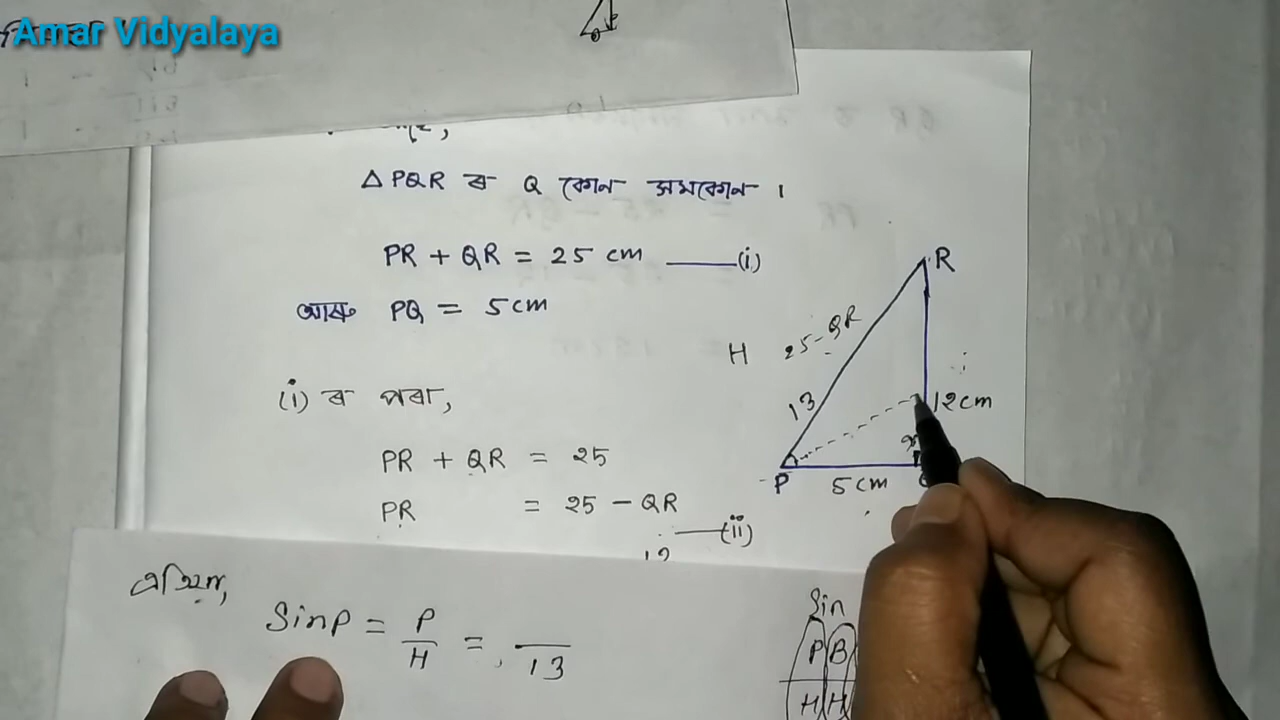 Amar Vidyalaya
Δ PQR ৰ Q কোন সমকোন ।
PR + QR = 25 cm ——(i)
আৰু PQ = 5cm
(i) ৰ পৰা,
PR + QR = 25
PR = 25 - QR
——(ii)
R
H
25-QR
13
12cm
P
5cm
এতিয়া,
SinP = P/H = /13
Sin
P B
H H